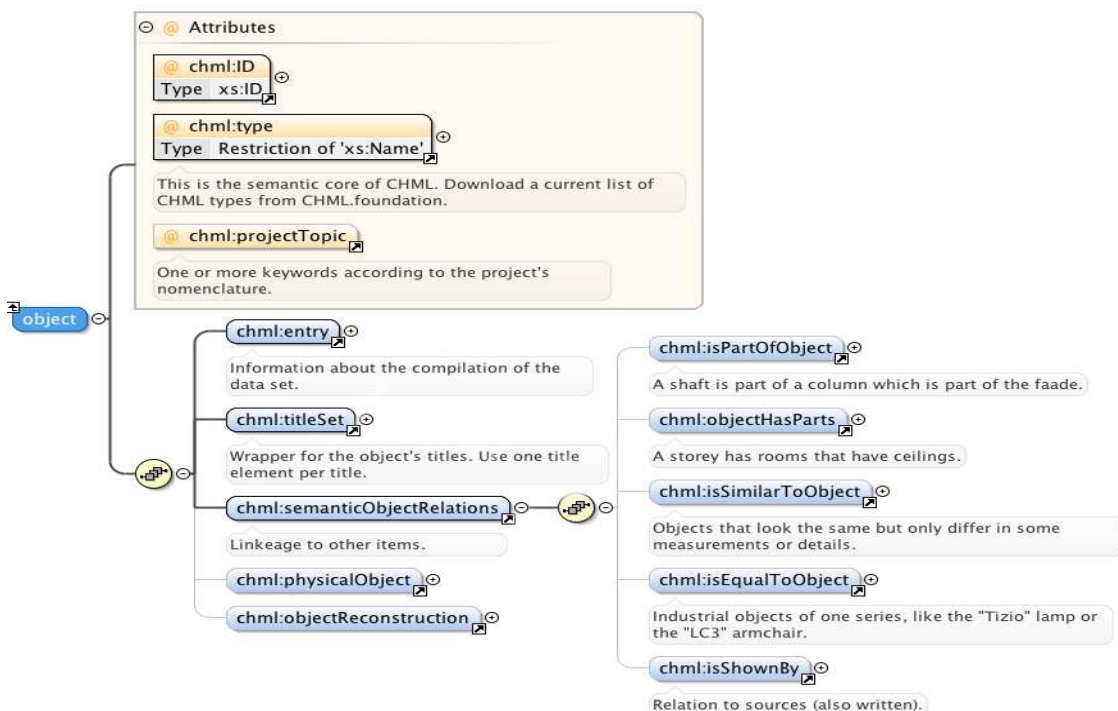 @ Attributes
@ chml:ID
Type xs:ID
@ chml:type
Type Restriction of 'xs:Name'
This is the semantic core of CHML. Download a current list of
CHML types from CHML.foundation.
@ chml:projectTopic
One or more keywords according to the project's
nomenclature.
object
chml:entry
Information about the compilation of the
data set.
chml:titleSet
Wrapper for the object's titles. Use one title
element per title.
chml:semanticObjectRelations
Linkeage to other items.
chml:physicalObject
chml:objectReconstruction
chml:isPartOfObject
A shaft is part of a column which is part of the faade.
chml:objectHasParts
A storey has rooms that have ceilings.
chml:isSimilarToObject
Objects that look the same but only differ in some
measurements or details.
chml:isEqualToObject
Industrial objects of one series, like the "Tizio" lamp or
the "LC3" armchair.
chml:isShownBy
Relation to sources (also written).